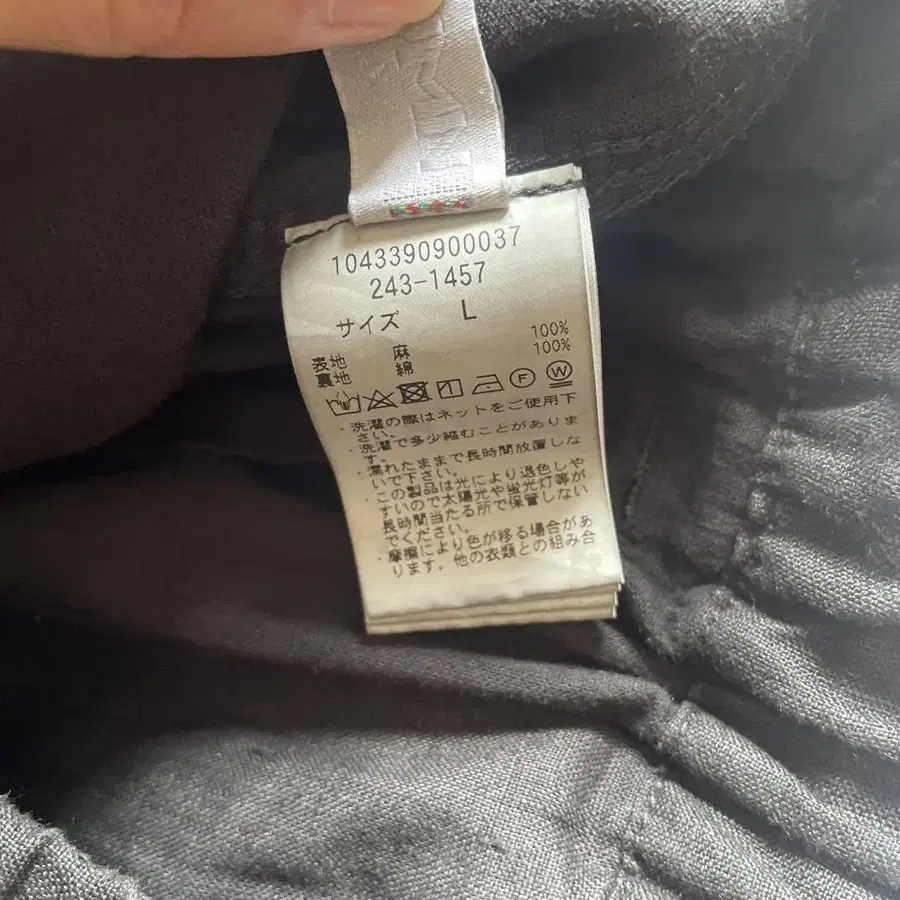 1043390900037
243-1457
サイズ L
表地 麻 100%
裏地 綿 100%
F W
・洗濯の際はネットをご使用下
さい。
・洗濯で多少縮むことがありま
す。
・濡れたままで長時間放置しな
いで下さい。
・この製品は光により退色しや
すいので太陽光や蛍光灯等が
長時間当たる所で保管しない
でください。
・摩擦により色が移る場合があ
ります。他の衣類との組み合